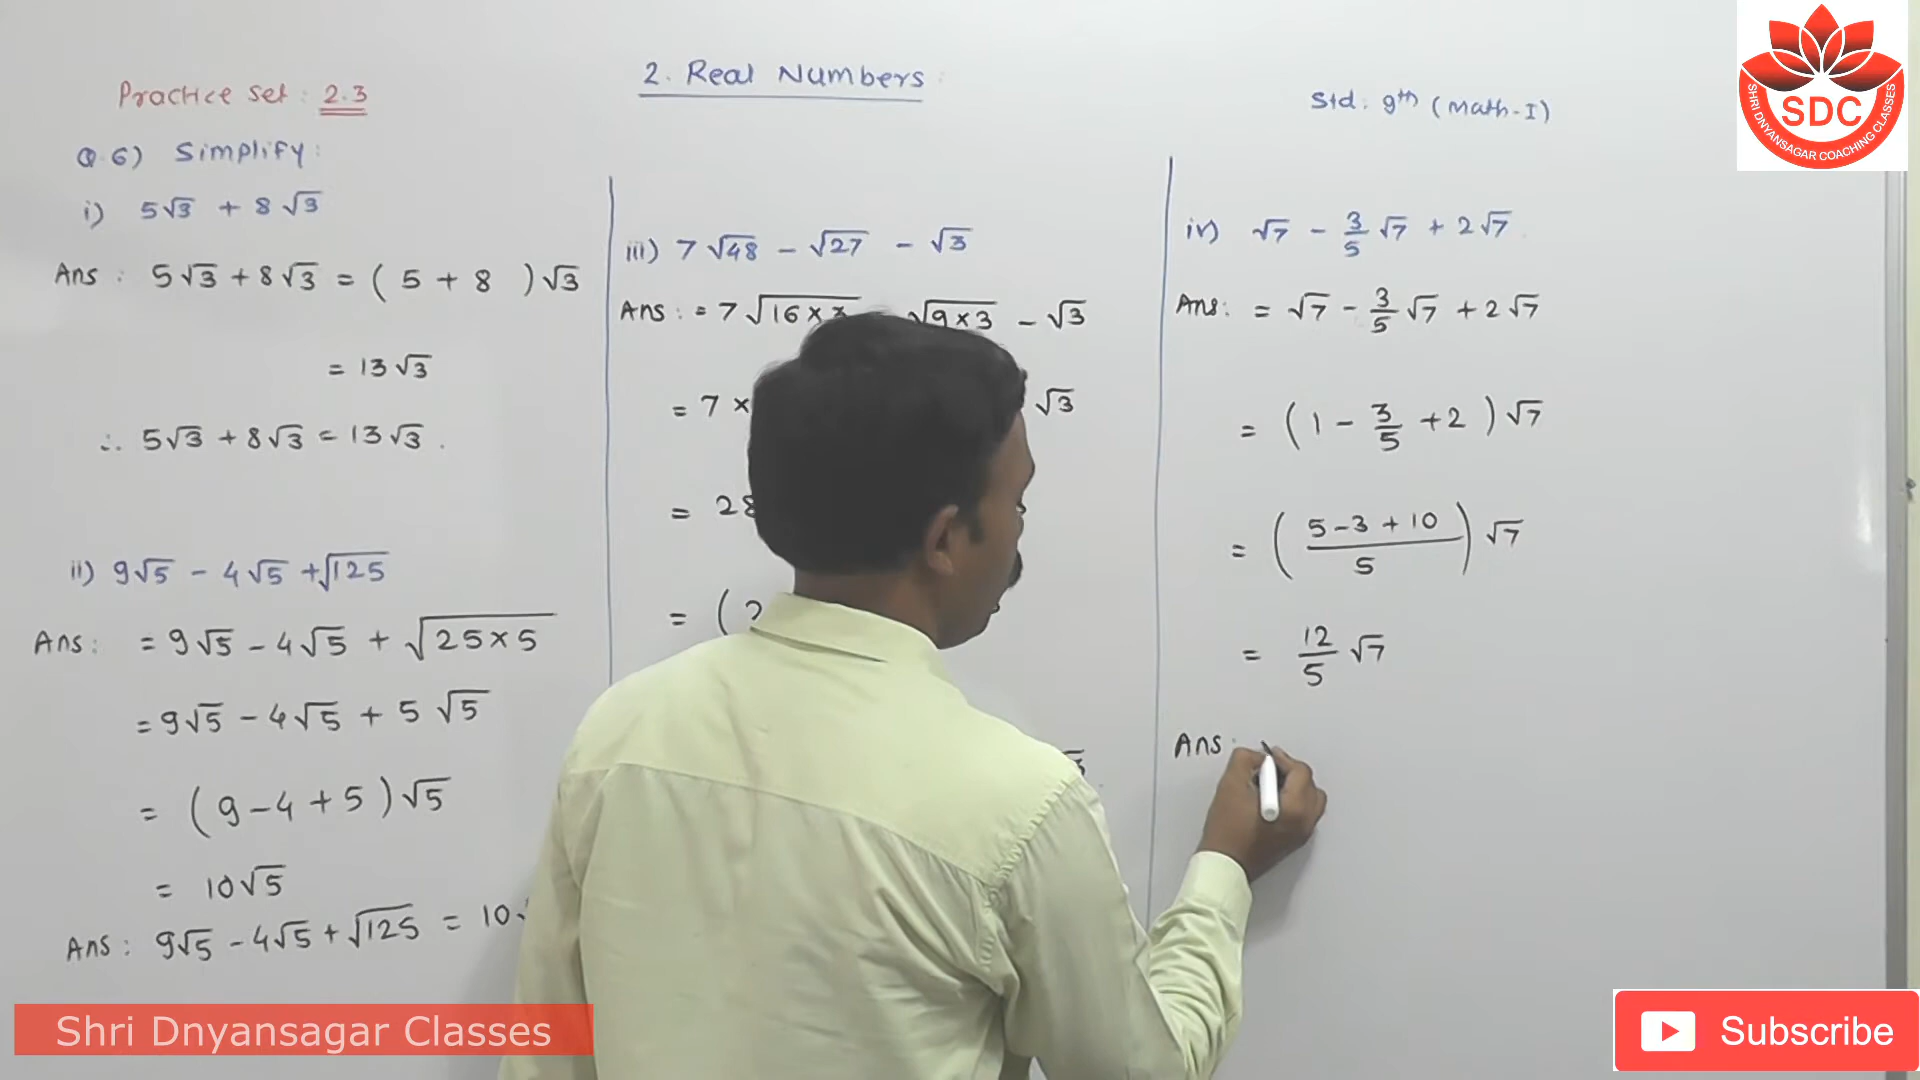 2. Real Numbers
Practice set : 2.3
Std : 9th (Math-I)
Q.6) Simplify :
i) 5√3 + 8√3
Ans : 5√3 + 8√3 = ( 5 + 8 ) √3
= 13√3
∴ 5√3 + 8√3 = 13√3 .
ii) 9√5 - 4√5 + √125
Ans : = 9√5 - 4√5 + √25×5
= 9√5 - 4√5 + 5√5
= ( 9 - 4 + 5 ) √5
= 10√5
Ans : 9√5 - 4√5 + √125 = 10
iii) 7√48 - √27 - √3
Ans : = 7√16× √9×3 - √3
= 7 × √3
= 28
= (
iv) √7 - 3/5 √7 + 2√7
Ans : = √7 - 3/5 √7 + 2√7
= ( 1 - 3/5 + 2 ) √7
= ( 5-3+10 / 5 ) √7
= 12/5 √7
Ans :
SHRI DNYANSAGAR COACHING CLASSES
SDC
Shri Dnyansagar Classes
Subscribe